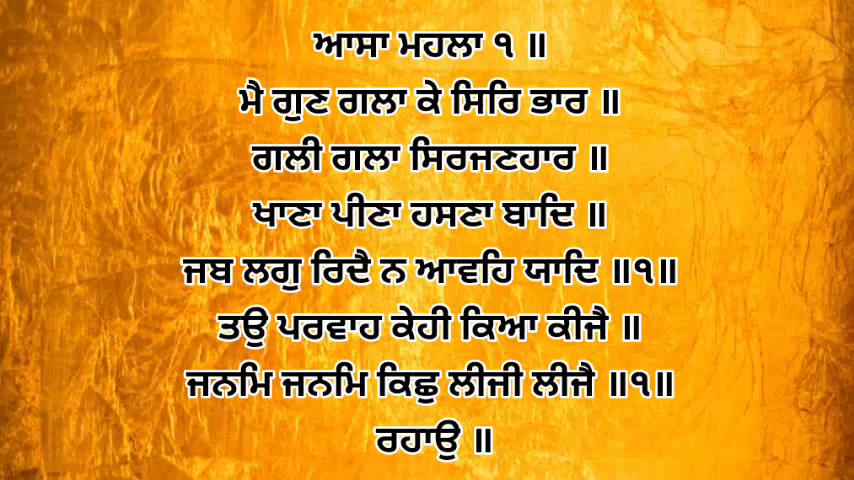 ਆਸਾ ਮਹਲਾ ੧ ॥
ਮੈ ਗੁਣ ਗਲਾ ਕੇ ਸਿਰਿ ਭਾਰ ॥
ਗਲੀ ਗਲਾ ਸਿਰਜਣਹਾਰ ॥
ਖਾਣਾ ਪੀਣਾ ਹਸਣਾ ਬਾਦਿ ॥
ਜਬ ਲਗੁ ਰਿਦੈ ਨ ਆਵਹਿ ਯਾਦਿ ॥੧॥
ਤਉ ਪਰਵਾਹ ਕੇਹੀ ਕਿਆ ਕੀਜੈ ॥
ਜਨਮਿ ਜਨਮਿ ਕਿਛੁ ਲੀਜੀ ਲੀਜੈ ॥੧॥
ਰਹਾਉ ॥